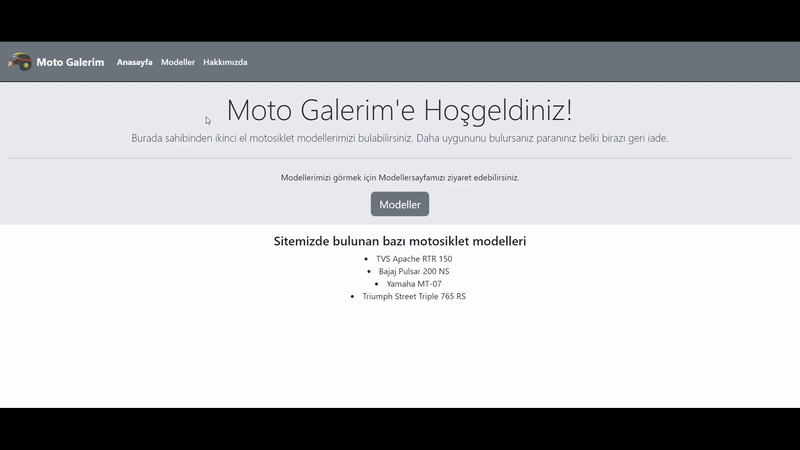 Moto Galerim Anasayfa Modeller Hakkımızda
Moto Galerim'e Hoşgeldiniz!
Burada sahibinden ikinci el motosiklet modellerimizi bulabilirsiniz. Daha uygununu bulursanız paranınız belki birazı geri iade.
Modellerimizi görmek için Modellersayfamızı ziyaret edebilirsiniz.
Modeller
Sitemizde bulunan bazı motosiklet modelleri
• TVS Apache RTR 150
• Bajaj Pulsar 200 NS
• Yamaha MT-07
• Triumph Street Triple 765 RS